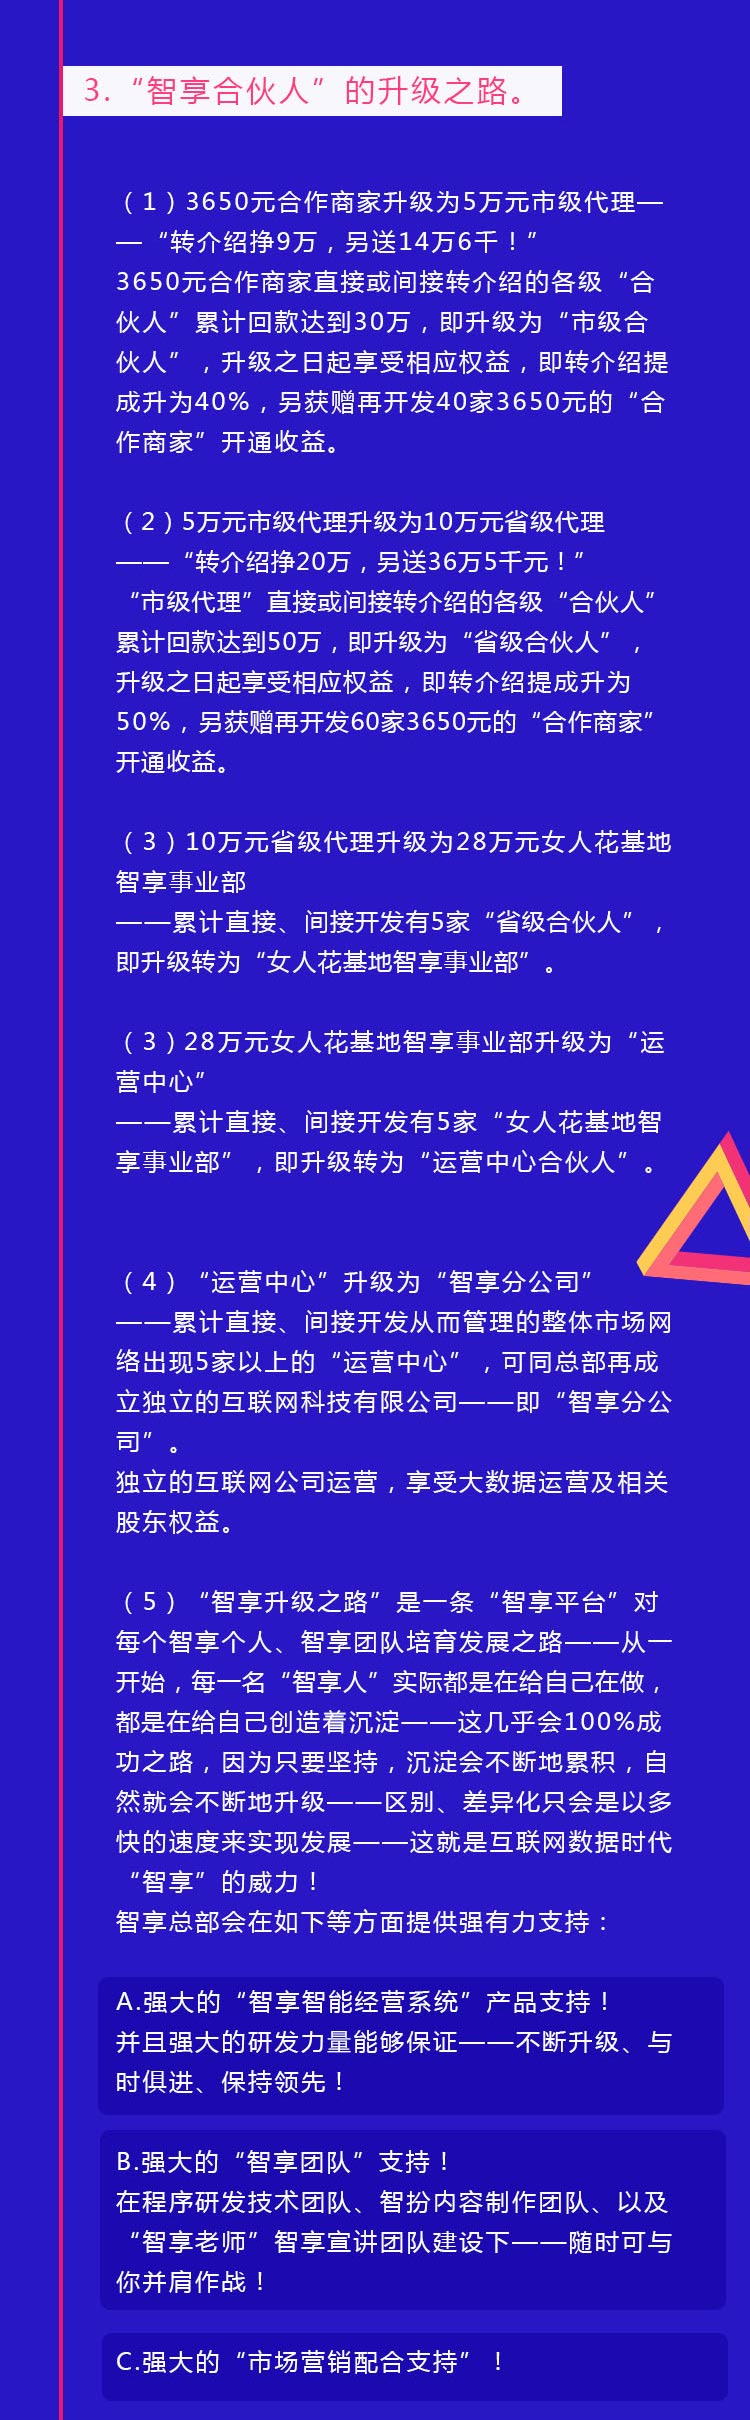 3.“智享合伙人”的升级之路。
（1）3650元合作商家升级为5万元市级代理—
—“转介绍挣9万，另送14万6千！”
3650元合作商家直接或间接转介绍的各级“合
伙人”累计回款达到30万，即升级为“市级合
伙人”，升级之日起享受相应权益，即转介绍提
成升为40%，另获赠再开发40家3650元的“合
作商家”开通收益。
（2）5万元市级代理升级为10万元省级代理
——“转介绍挣20万，另送36万5千元！”
“市级代理”直接或间接转介绍的各级“合伙人”
累计回款达到50万，即升级为“省级合伙人”，
升级之日起享受相应权益，即转介绍提成升为
50%，另获赠再开发60家3650元的“合作商家”
开通收益。
（3）10万元省级代理升级为28万元女人花基地
智享事业部
——累计直接、间接开发有5家“省级合伙人”，
即升级转为“女人花基地智享事业部”。
（3）28万元女人花基地智享事业部升级为“运
营中心”
——累计直接、间接开发有5家“女人花基地智
享事业部”，即升级转为“运营中心合伙人”。
（4）“运营中心”升级为“智享分公司”
——累计直接、间接开发从而管理的整体市场网
络出现5家以上的“运营中心”，可同总部再成
立独立的互联网科技有限公司——即“智享分公
司”。
独立的互联网公司运营，享受大数据运营及相关
股东权益。
（5）“智享升级之路”是一条“智享平台”对
每个智享个人、智享团队培育发展之路——从一
开始，每一名“智享人”实际都是在给自己在做，
都是在给自己创造着沉淀——这几乎会100%成
功之路，因为只要坚持，沉淀会不断地累积，自
然就会不断地升级——区别、差异化只会是以多
快的速度来实现发展——这就是互联网数据时代
“智享”的威力！
智享总部会在如下等方面提供强有力支持：
A.强大的“智享智能经营系统”产品支持！
并且强大的研发力量能够保证——不断升级、与
时俱进、保持领先！
B.强大的“智享团队”支持！
在程序研发技术团队、智扮内容制作团队、以及
“智享老师”智享宣讲团队建设下——随时可与
你并肩作战！
C.强大的“市场营销配合支持”！